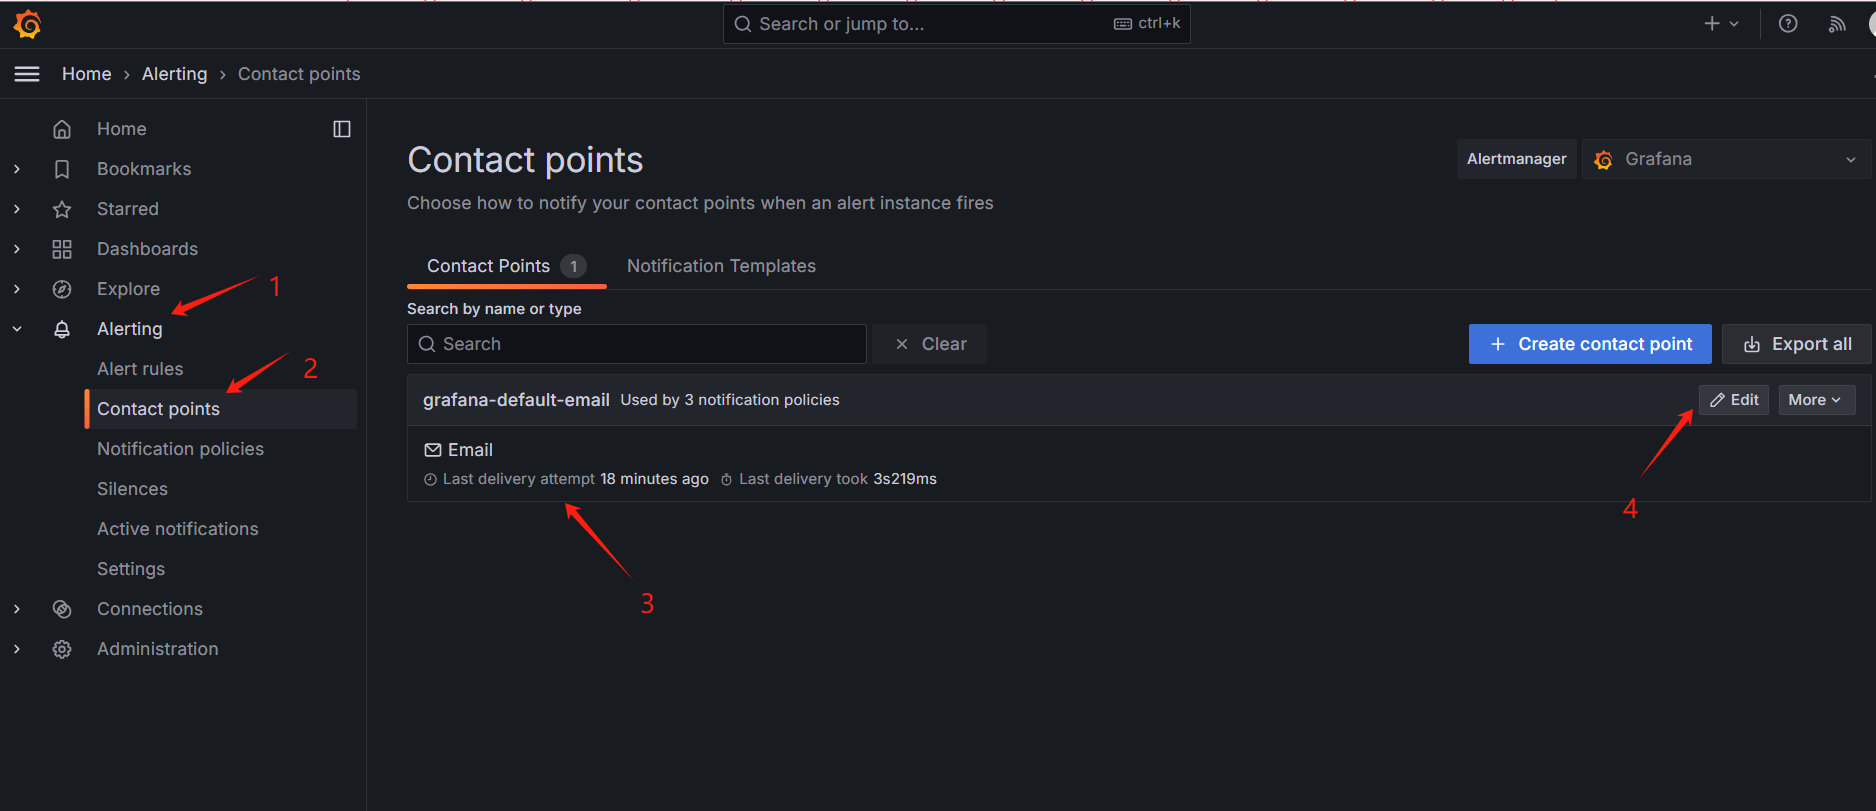 Search or jump to... ctrl+k
Home › Alerting › Contact points
Home
Bookmarks
Starred
Dashboards
Explore
1
Alerting
Alert rules
2
Contact points
Notification policies
Silences
Active notifications
Settings
Connections
Administration
Contact points
Alertmanager Grafana
Choose how to notify your contact points when an alert instance fires
Contact Points 1 Notification Templates
Search by name or type
Search Clear Create contact point Export all
grafana-default-email Used by 3 notification policies Edit More
Email
Last delivery attempt 18 minutes ago Last delivery took 3s219ms
4
3